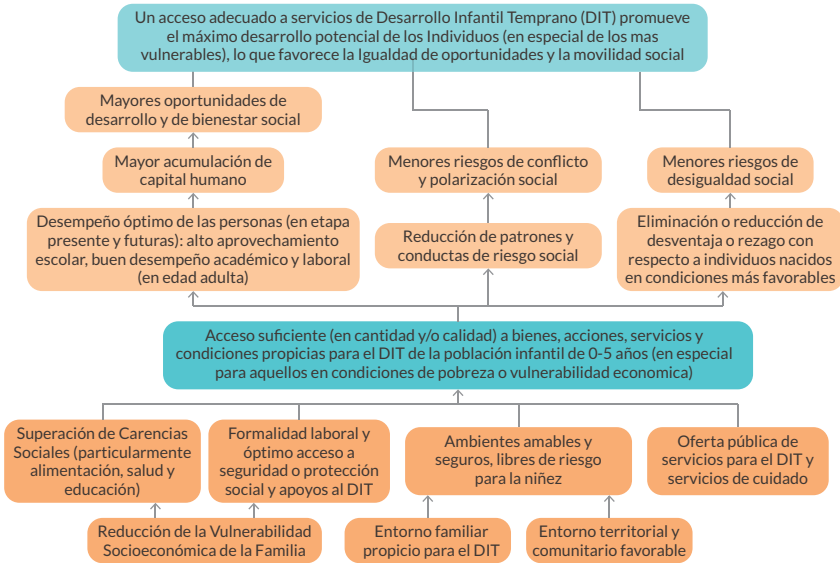 Un acceso adecuado a servicios de Desarrollo Infantil Temprano (DIT) promueve
el máximo desarrollo potencial de los Individuos (en especial de los mas
vulnerables), lo que favorece la Igualdad de oportunidades y la movilidad social
Mayores oportunidades de
desarrollo y de bienestar social
Mayor acumulación de
capital humano
Menores riesgos de conflicto
y polarización social
Menores riesgos de
desigualdad social
Desempeño óptimo de las personas (en etapa
presente y futuras): alto aprovechamiento
escolar, buen desempeño académico y laboral
(en edad adulta)
Reducción de patrones y
conductas de riesgo social
Eliminación o reducción de
desventaja o rezago con
respecto a individuos nacidos
en condiciones más favorables
Acceso suficiente (en cantidad y/o calidad) a bienes, acciones, servicios y
condiciones propicias para el DIT de la población infantil de 0-5 años (en especial
para aquellos en condiciones de pobreza o vulnerabilidad economica)
Superación de Carencias
Sociales (particularmente
alimentación, salud y
educación)
Formalidad laboral y
óptimo acceso a
seguridad o protección
social y apoyos al DIT
Ambientes amables y
seguros, libres de riesgo
para la niñez
Oferta pública de
servicios para el DIT y
servicios de cuidado
Reducción de la Vulnerabilidad
Socioeconómica de la Familia
Entorno familiar
propicio para el DIT
Entorno territorial y
comunitario favorable